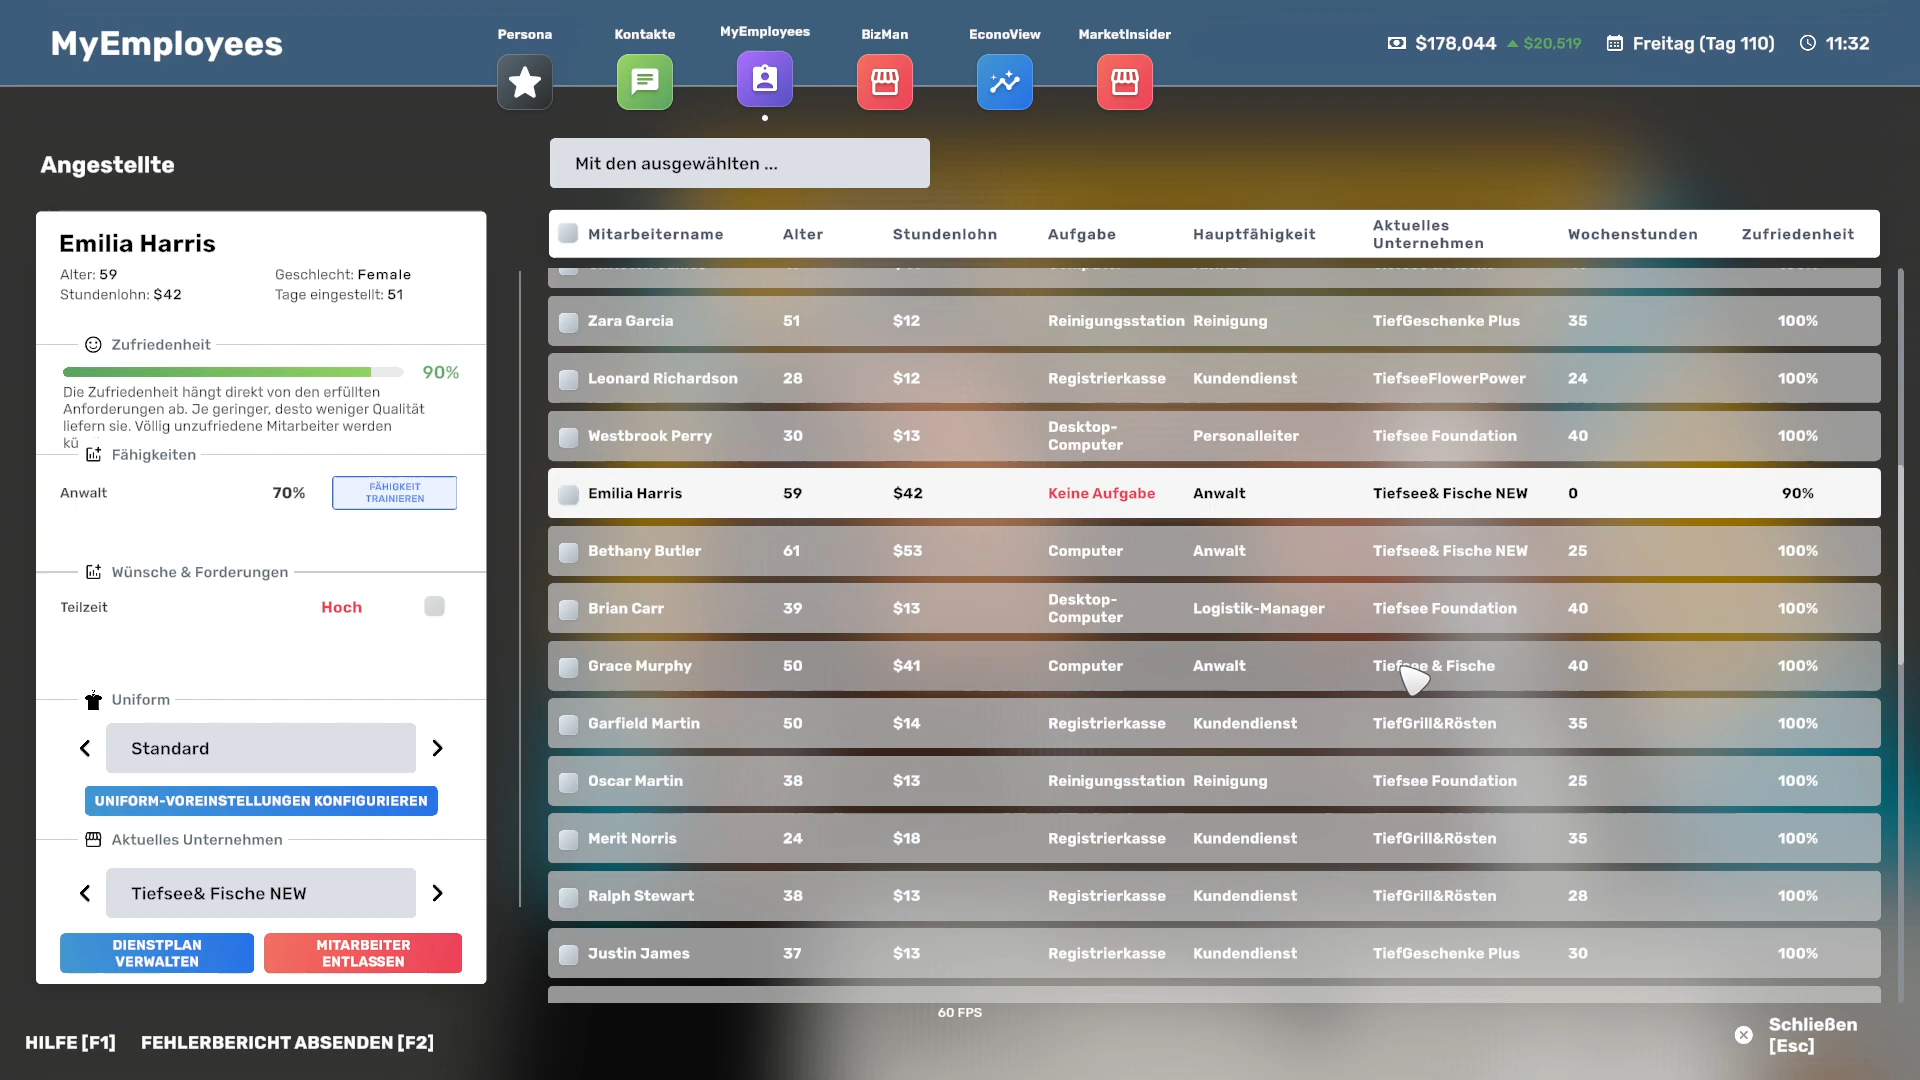 MyEmployees
Persona
Kontakte
MyEmployees
BizMan
EconoView
MarketInsider
$178,044
$20,519
Freitag (Tag 110)
11:32
Angestellte
Mit den ausgewählten ...
Emilia Harris
Alter: 59
Geschlecht: Female
Stundenlohn: $42
Tage eingestellt: 51
Zufriedenheit
90%
Die Zufriedenheit hängt direkt von den erfüllten
Anforderungen ab. Je geringer, desto weniger Qualität
liefern sie. Völlig unzufriedene Mitarbeiter werden
Fähigkeiten
Anwalt
70%
FÄHIGKEIT
TRAINIEREN
Wünsche & Forderungen
Teilzeit
Hoch
Uniform
Standard
UNIFORM-VOREINSTELLUNGEN KONFIGURIEREN
Aktuelles Unternehmen
Tiefsee& Fische NEW
DIENSTPLAN
VERWALTEN
MITARBEITER
ENTLASSEN
Mitarbeitername
Alter
Stundenlohn
Aufgabe
Hauptfähigkeit
Aktuelles
Unternehmen
Wochenstunden
Zufriedenheit
Zara Garcia 51 $12 Reinigungsstation Reinigung TiefGeschenke Plus 35 100%
Leonard Richardson 28 $12 Registrierkasse Kundendienst TiefseeFlowerPower 24 100%
Westbrook Perry 30 $13 Desktop-
Computer Personalleiter Tiefsee Foundation 40 100%
Emilia Harris 59 $42 Keine Aufgabe Anwalt Tiefsee& Fische NEW 0 90%
Bethany Butler 61 $53 Computer Anwalt Tiefsee& Fische NEW 25 100%
Brian Carr 39 $13 Desktop-
Computer Logistik-Manager Tiefsee Foundation 40 100%
Grace Murphy 50 $41 Computer Anwalt Tiefsee & Fische 40 100%
Garfield Martin 50 $14 Registrierkasse Kundendienst TiefGrill&Rösten 35 100%
Oscar Martin 38 $13 Reinigungsstation Reinigung Tiefsee Foundation 25 100%
Merit Norris 24 $18 Registrierkasse Kundendienst TiefGrill&Rösten 35 100%
Ralph Stewart 38 $13 Registrierkasse Kundendienst TiefGrill&Rösten 28 100%
Justin James 37 $13 Registrierkasse Kundendienst TiefGeschenke Plus 30 100%
60 FPS
HILFE [F1]
FEHLERBERICHT ABSENDEN [F2]
Schließen
[Esc]